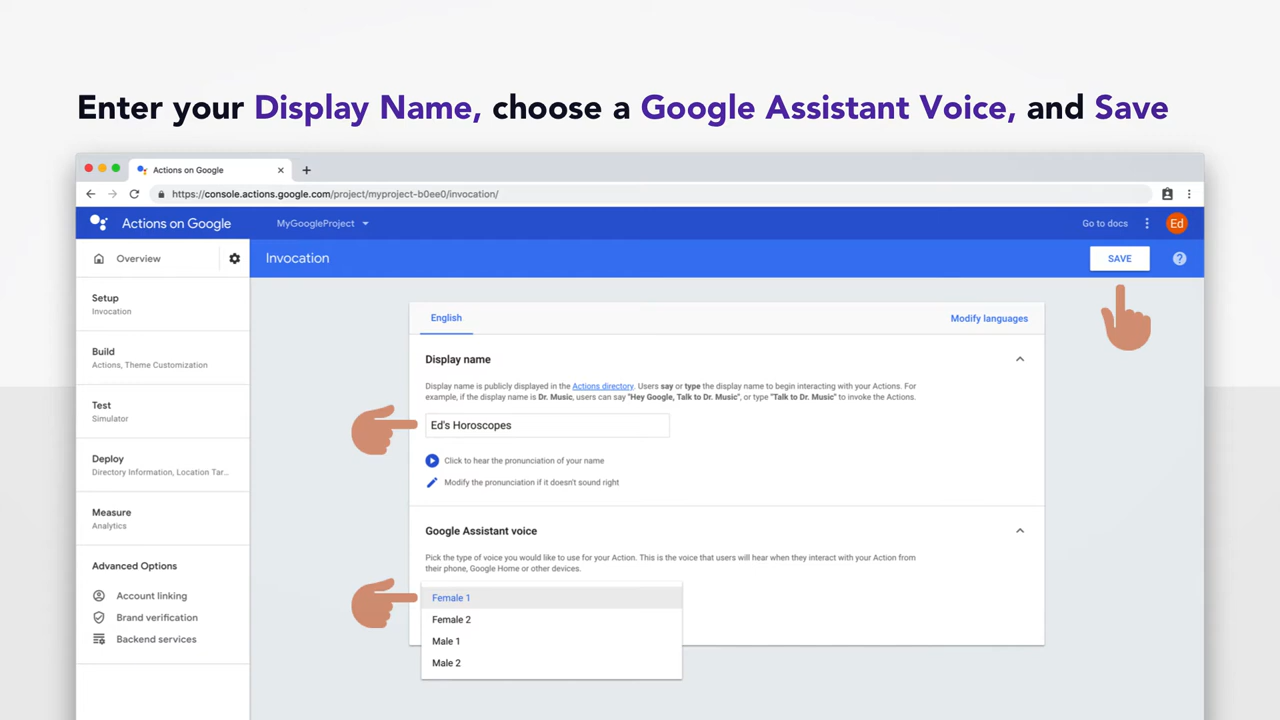 Enter your Display Name, choose a Google Assistant Voice, and Save
Actions on Google
https://console.actions.google.com/project/myproject-b0ee0/invocation/
Actions on Google
MyGoogleProject
Go to docs
Ed
Overview
Invocation
SAVE
Setup
Invocation
Build
Actions, Theme Customization
Test
Simulator
Deploy
Directory Information, Location Tar...
Measure
Analytics
Advanced Options
Account linking
Brand verification
Backend services
English
Modify languages
Display name
Display name is publicly displayed in the Actions directory. Users say or type the display name to begin interacting with your Actions. For
example, if the display name is Dr. Music, users can say "Hey Google, Talk to Dr. Music", or type "Talk to Dr. Music" to invoke the Actions.
Ed's Horoscopes
Click to hear the pronunciation of your name
Modify the pronunciation if it doesn't sound right
Google Assistant voice
Pick the type of voice you would like to use for your Action. This is the voice that users will hear when they interact with your Action from
their phone, Google Home or other devices.
Female 1
Female 2
Male 1
Male 2